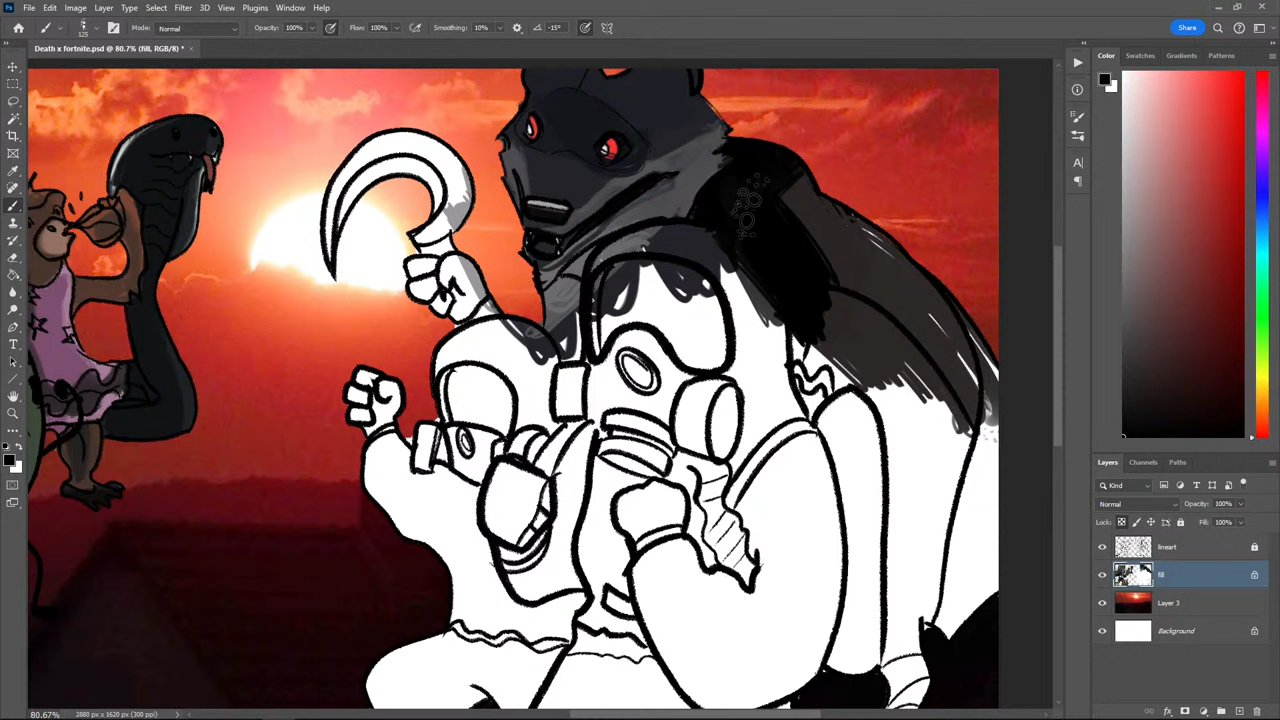 File Edit Image Layer Type Select Filter 3D View Plugins Window Help
125 Mode: Normal Opacity: 100% Flow: 100% Smoothing: 10% -15° Share
Death x fortnite.psd @ 80.7% (fill, RGB/8) *
Color Swatches Gradients Patterns
Layers Channels Paths
Kind
Normal Opacity: 100%
Lock: Fill: 100%
lineart
fill
Layer 3
Background
80.67% 2880 px x 1620 px (300 ppi)